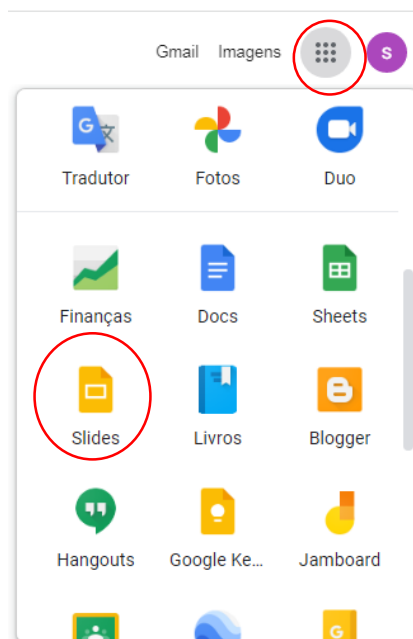 Gmail Imagens S
Tradutor Fotos Duo
Finanças Docs Sheets
Slides Livros Blogger
Hangouts Google Ke... Jamboard